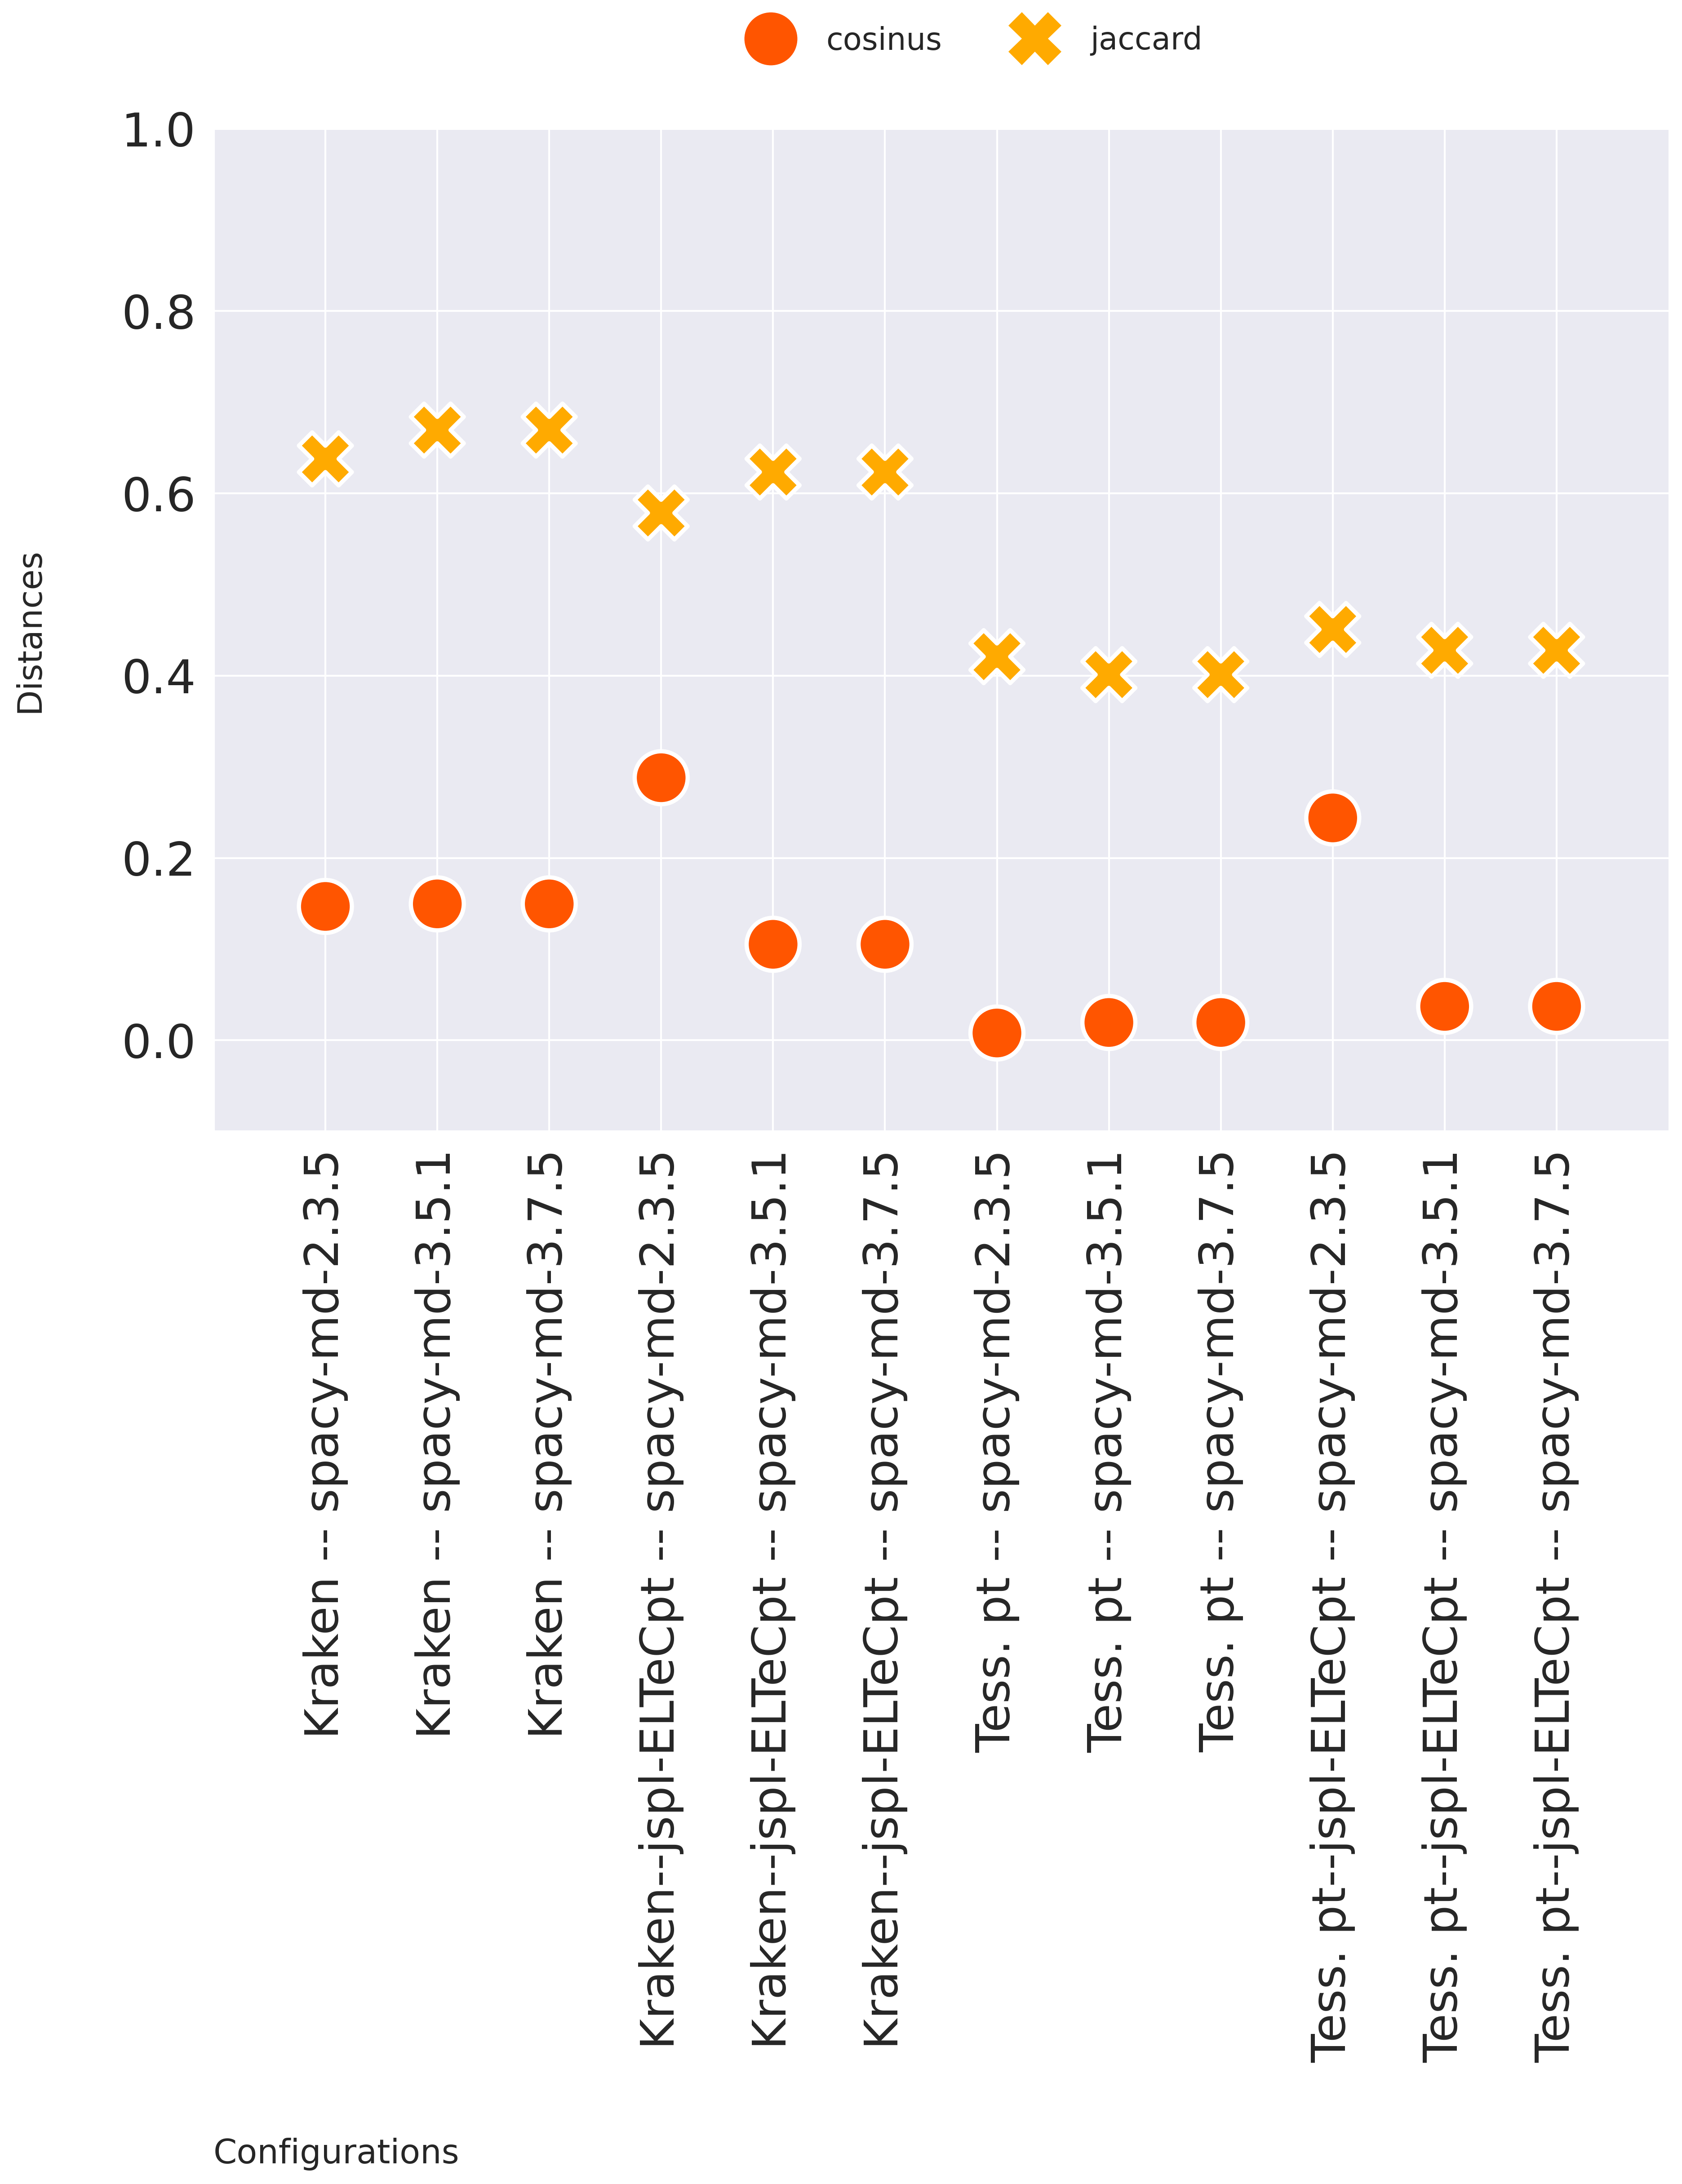 cosinus
jaccard
1.0
0.8
0.6
0.4
0.2
0.0
Distances
Kraken -- spacy-md-2.3.5
Kraken -- spacy-md-3.5.1
Kraken -- spacy-md-3.7.5
Kraken--jspl-ELTeCpt -- spacy-md-2.3.5
Kraken--jspl-ELTeCpt -- spacy-md-3.5.1
Kraken--jspl-ELTeCpt -- spacy-md-3.7.5
Tess. pt -- spacy-md-2.3.5
Tess. pt -- spacy-md-3.5.1
Tess. pt -- spacy-md-3.7.5
Tess. pt--jspl-ELTeCpt -- spacy-md-2.3.5
Tess. pt--jspl-ELTeCpt -- spacy-md-3.5.1
Tess. pt--jspl-ELTeCpt -- spacy-md-3.7.5
Configurations